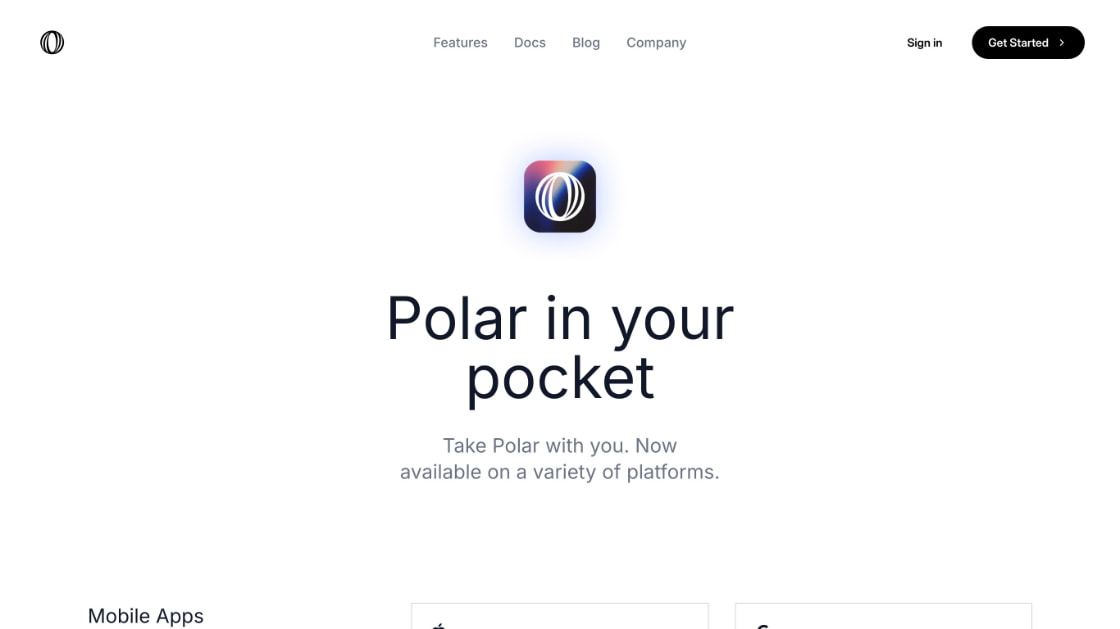 Features
Docs
Blog
Company
Sign in
Get Started
Polar in your
pocket
Take Polar with you. Now
available on a variety of platforms.
Mobile Apps